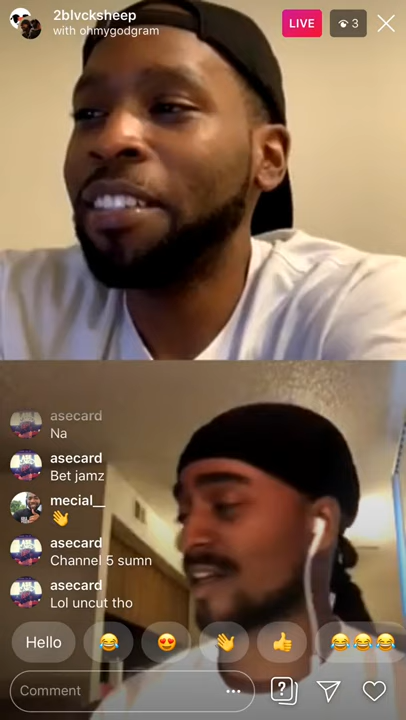 2blvcksheep
with ohmygodgram
LIVE
3
asecard
Na
asecard
Bet jamz
mecial__
👋
asecard
Channel 5 sumn
asecard
Lol uncut tho
Hello 😂 😍 👋 👍 😂😂😂
Comment